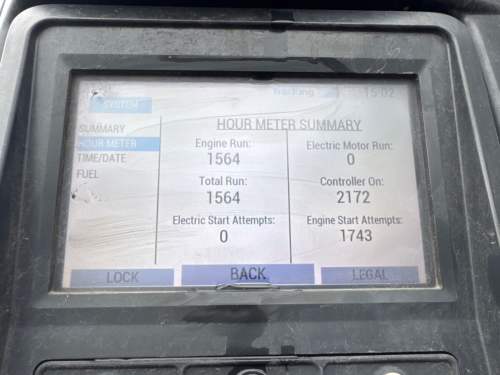 Tracking 15:02
SYSTEM
HOUR METER SUMMARY
SUMMARY
HOUR METER
TIME/DATE
FUEL
Engine Run:
1564
Electric Motor Run:
0
Total Run:
1564
Controller On:
2172
Electric Start Attempts:
0
Engine Start Attempts:
1743
LOCK BACK LEGAL